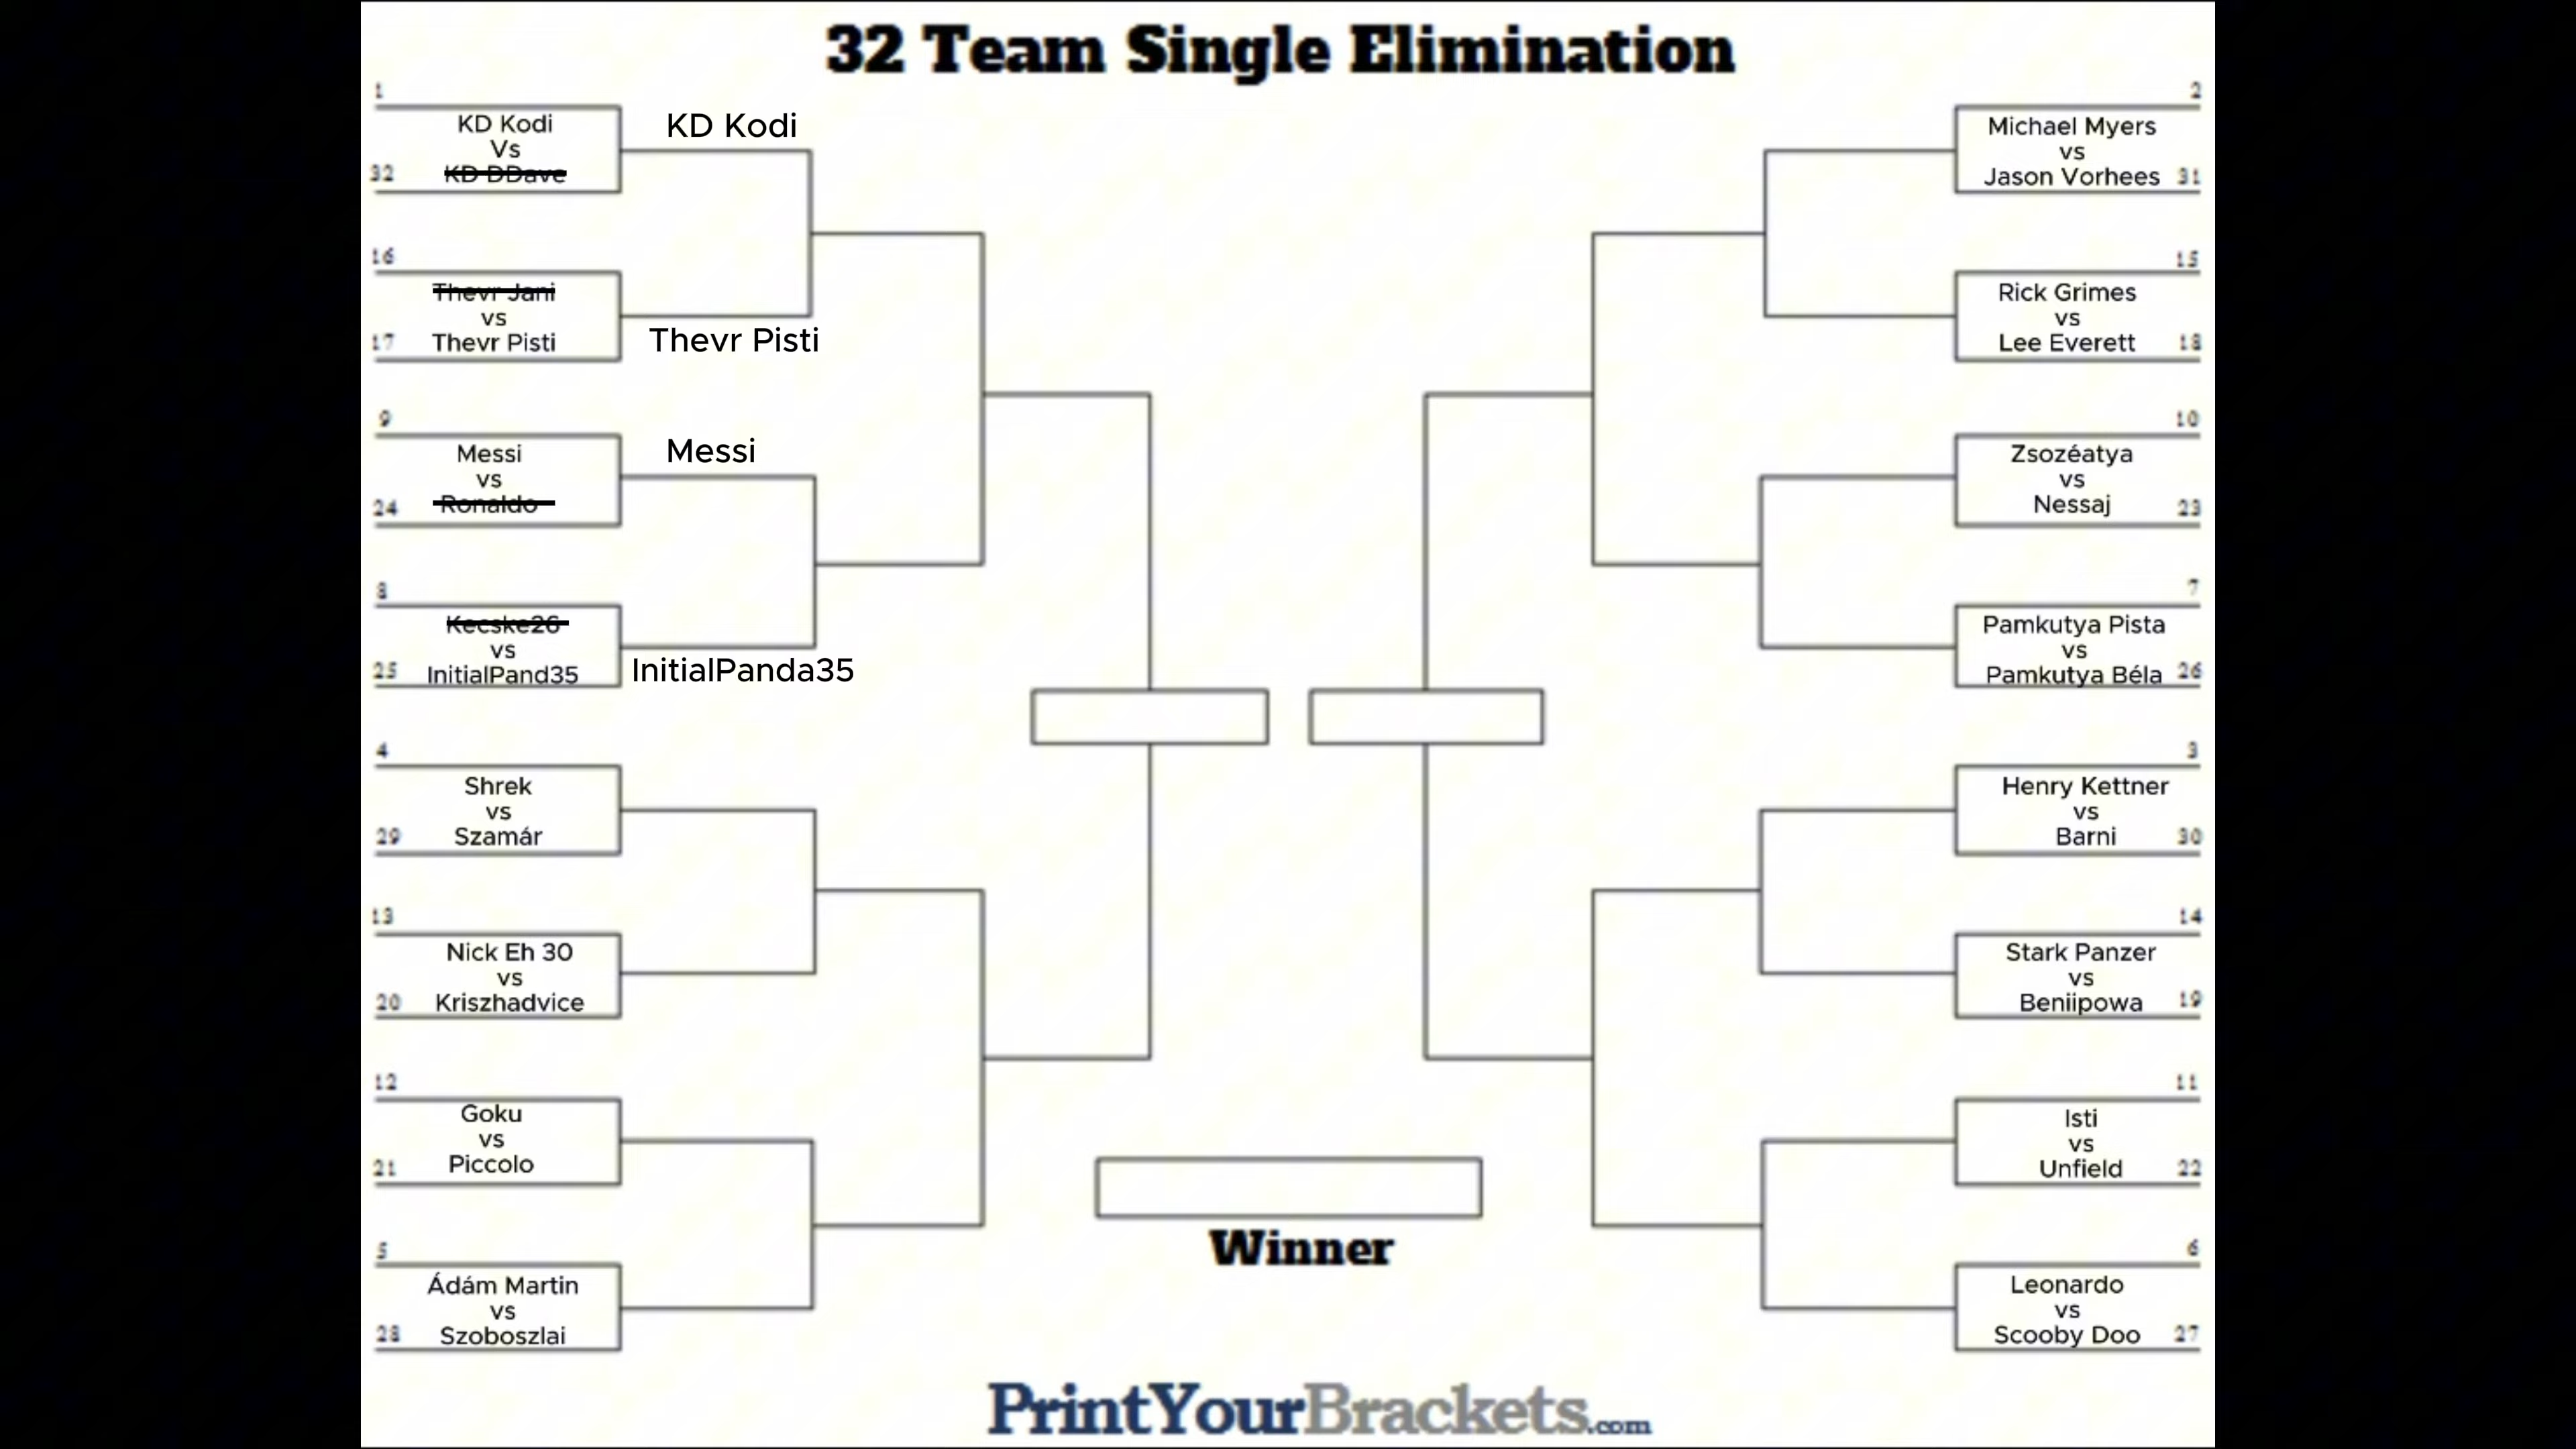 32 Team Single Elimination
1
KD Kodi
Vs
32 KD DDave
KD Kodi
16
Thevr Jani
vs
17 Thevr Pisti
Thevr Pisti
9
Messi
vs
24 Ronaldo
Messi
8
Kecske26
vs
25 InitialPand35
InitialPanda35
4
Shrek
vs
29 Szamár
13
Nick Eh 30
vs
20 Kriszhadvice
12
Goku
vs
21 Piccolo
5
Ádám Martin
vs
28 Szoboszlai
2
Michael Myers
vs
Jason Vorhees 31
15
Rick Grimes
vs
Lee Everett 18
10
Zsozéatya
vs
Nessaj 23
7
Pamkutya Pista
vs
Pamkutya Béla 26
3
Henry Kettner
vs
Barni 30
14
Stark Panzer
vs
Beniipowa 19
11
Isti
vs
Unfield 22
6
Leonardo
vs
Scooby Doo 27
Winner
PrintYourBrackets.com